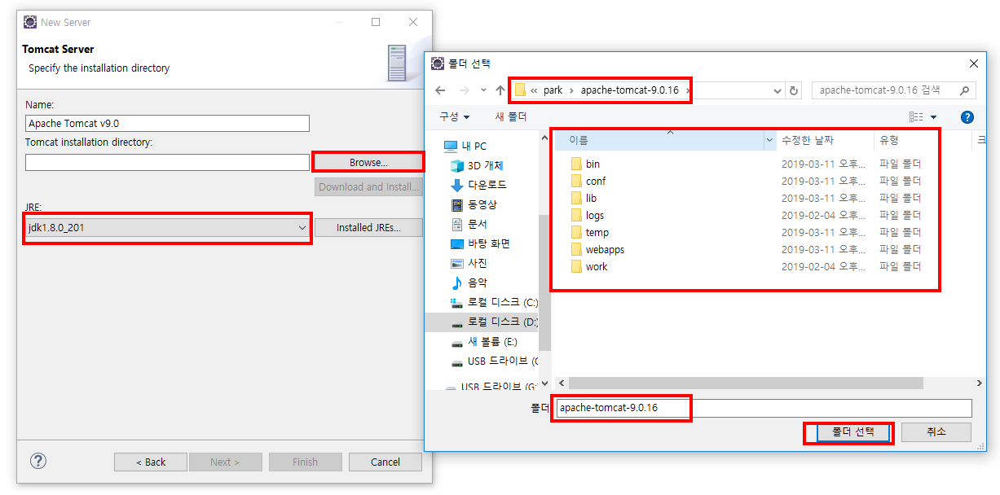 New Server
Tomcat Server
Specify the installation directory
Name:
Apache Tomcat v9.0
Tomcat installation directory:
Browse...
Download and Install...
JRE:
jdk1.8.0_201
Installed JREs...
< Back
Next >
Finish
Cancel
폴더 선택
« park › apache-tomcat-9.0.16 ›
apache-tomcat-9.0.16 검색
구성
새 폴더
내 PC
3D 개체
다운로드
동영상
문서
바탕 화면
사진
음악
로컬 디스크 (C:)
로컬 디스크 (D:)
새 볼륨 (E:)
USB 드라이브 (
USB 드라이브 (G:
이름 수정한 날짜 유형 크
bin 2019-03-11 오후... 파일 폴더
conf 2019-03-11 오후... 파일 폴더
lib 2019-03-11 오후... 파일 폴더
logs 2019-02-04 오후... 파일 폴더
temp 2019-03-11 오후... 파일 폴더
webapps 2019-03-11 오후... 파일 폴더
work 2019-02-04 오후... 파일 폴더
폴더
apache-tomcat-9.0.16
폴더 선택
취소